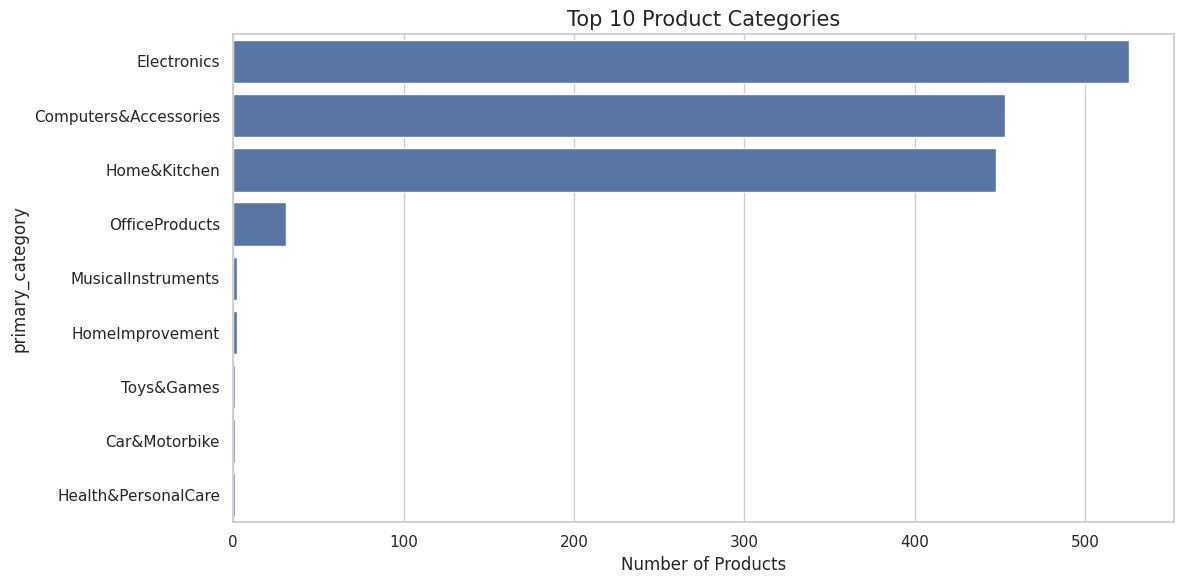 Top 10 Product Categories
primary_category
Electronics
Computers&Accessories
Home&Kitchen
OfficeProducts
MusicalInstruments
HomeImprovement
Toys&Games
Car&Motorbike
Health&PersonalCare
0 100 200 300 400 500
Number of Products